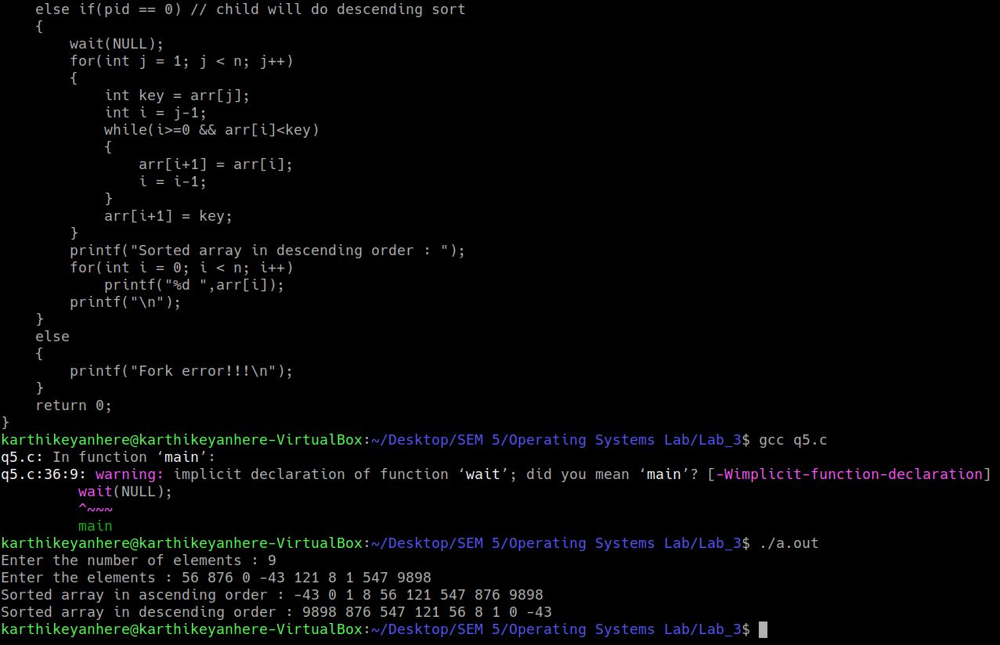 else if(pid == 0) // child will do descending sort
    {
        wait(NULL);
        for(int j = 1; j < n; j++)
        {
            int key = arr[j];
            int i = j-1;
            while(i>=0 && arr[i]<key)
            {
                arr[i+1] = arr[i];
                i = i-1;
            }
            arr[i+1] = key;
        }
        printf("Sorted array in descending order : ");
        for(int i = 0; i < n; i++)
            printf("%d ",arr[i]);
        printf("\n");
    }
    else
    {
        printf("Fork error!!!\n");
    }
    return 0;
}
karthikeyanhere@karthikeyanhere-VirtualBox:~/Desktop/SEM 5/Operating Systems Lab/Lab_3$ gcc q5.c
q5.c: In function ‘main’:
q5.c:36:9: warning: implicit declaration of function ‘wait’; did you mean ‘main’? [-Wimplicit-function-declaration]
         wait(NULL);
         ^~~~
         main
karthikeyanhere@karthikeyanhere-VirtualBox:~/Desktop/SEM 5/Operating Systems Lab/Lab_3$ ./a.out
Enter the number of elements : 9
Enter the elements : 56 876 0 -43 121 8 1 547 9898
Sorted array in ascending order : -43 0 1 8 56 121 547 876 9898
Sorted array in descending order : 9898 876 547 121 56 8 1 0 -43
karthikeyanhere@karthikeyanhere-VirtualBox:~/Desktop/SEM 5/Operating Systems Lab/Lab_3$